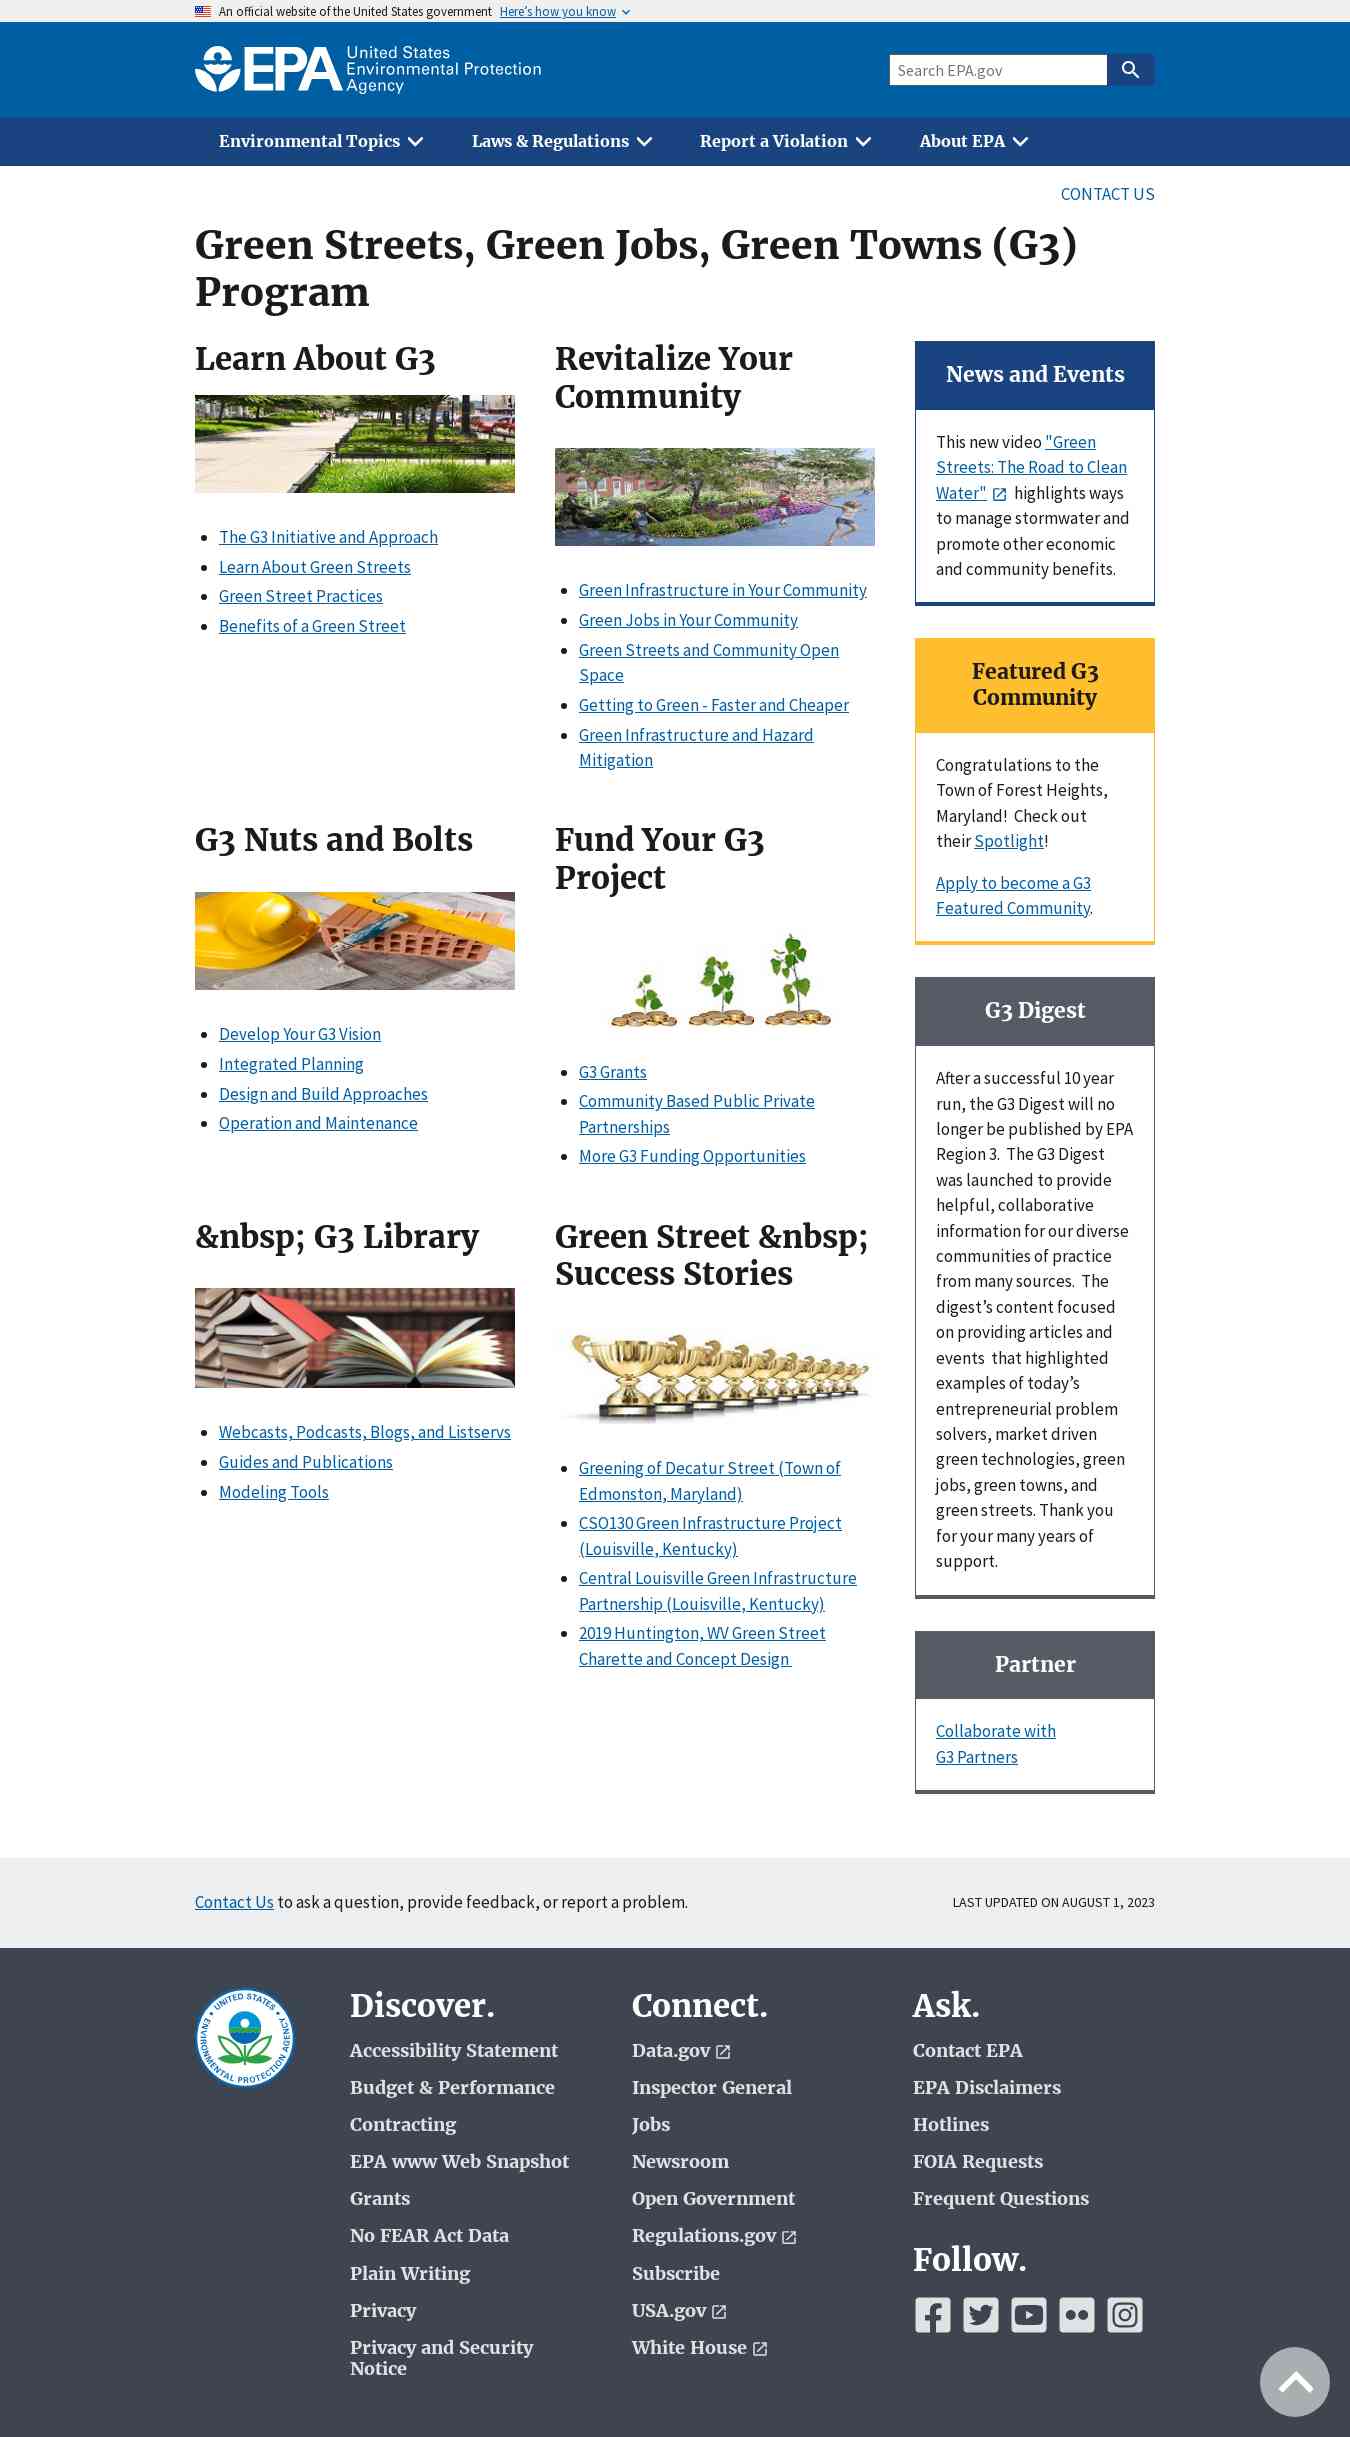 An official website of the United States government Here's how you know
EPA United States
Environmental Protection
Agency
Search EPA.gov
Environmental Topics Laws & Regulations Report a Violation About EPA
CONTACT US
Green Streets, Green Jobs, Green Towns (G3)
Program
Learn About G3
The G3 Initiative and Approach
Learn About Green Streets
Green Street Practices
Benefits of a Green Street
Revitalize Your
Community
Green Infrastructure in Your Community
Green Jobs in Your Community
Green Streets and Community Open
Space
Getting to Green - Faster and Cheaper
Green Infrastructure and Hazard
Mitigation
G3 Nuts and Bolts
Develop Your G3 Vision
Integrated Planning
Design and Build Approaches
Operation and Maintenance
Fund Your G3
Project
G3 Grants
Community Based Public Private
Partnerships
More G3 Funding Opportunities
&nbsp; G3 Library
Webcasts, Podcasts, Blogs, and Listservs
Guides and Publications
Modeling Tools
Green Street &nbsp;
Success Stories
Greening of Decatur Street (Town of
Edmonston, Maryland)
CSO130 Green Infrastructure Project
(Louisville, Kentucky)
Central Louisville Green Infrastructure
Partnership (Louisville, Kentucky)
2019 Huntington, WV Green Street
Charette and Concept Design
News and Events
This new video "Green
Streets: The Road to Clean
Water" highlights ways
to manage stormwater and
promote other economic
and community benefits.
Featured G3
Community
Congratulations to the
Town of Forest Heights,
Maryland! Check out
their Spotlight!
Apply to become a G3
Featured Community.
G3 Digest
After a successful 10 year
run, the G3 Digest will no
longer be published by EPA
Region 3. The G3 Digest
was launched to provide
helpful, collaborative
information for our diverse
communities of practice
from many sources. The
digest's content focused
on providing articles and
events that highlighted
examples of today's
entrepreneurial problem
solvers, market driven
green technologies, green
jobs, green towns, and
green streets. Thank you
for your many years of
support.
Partner
Collaborate with
G3 Partners
Contact Us to ask a question, provide feedback, or report a problem.
LAST UPDATED ON AUGUST 1, 2023
UNITED STATES
ENVIRONMENTAL PROTECTION AGENCY
Discover.
Accessibility Statement
Budget & Performance
Contracting
EPA www Web Snapshot
Grants
No FEAR Act Data
Plain Writing
Privacy
Privacy and Security
Notice
Connect.
Data.gov
Inspector General
Jobs
Newsroom
Open Government
Regulations.gov
Subscribe
USA.gov
White House
Ask.
Contact EPA
EPA Disclaimers
Hotlines
FOIA Requests
Frequent Questions
Follow.